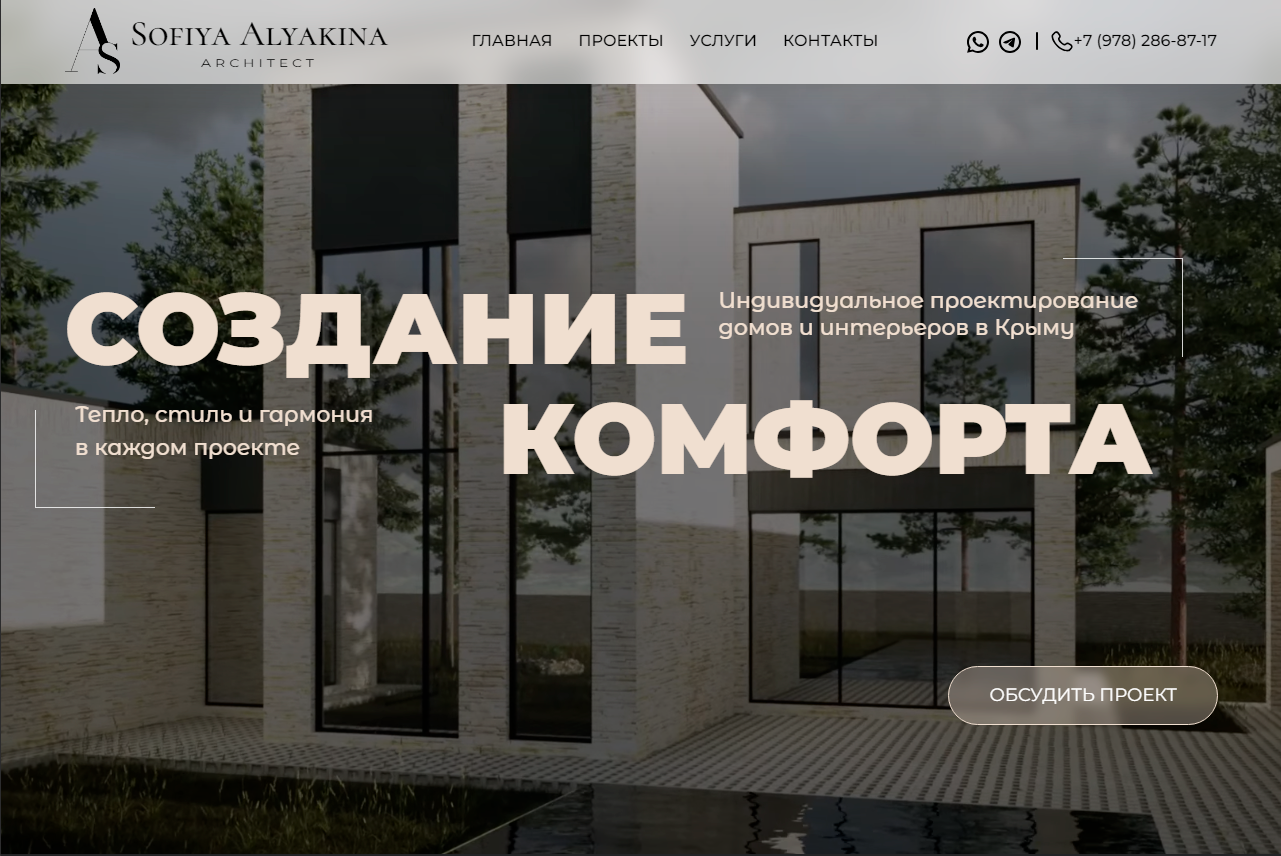 AS
SOFIYA ALYAKINA
ARCHITECT
ГЛАВНАЯ ПРОЕКТЫ УСЛУГИ КОНТАКТЫ
+7 (978) 286-87-17
СОЗДАНИЕ
Индивидуальное проектирование
домов и интерьеров в Крыму
Тепло, стиль и гармония
в каждом проекте
КОМФОРТА
ОБСУДИТЬ ПРОЕКТ